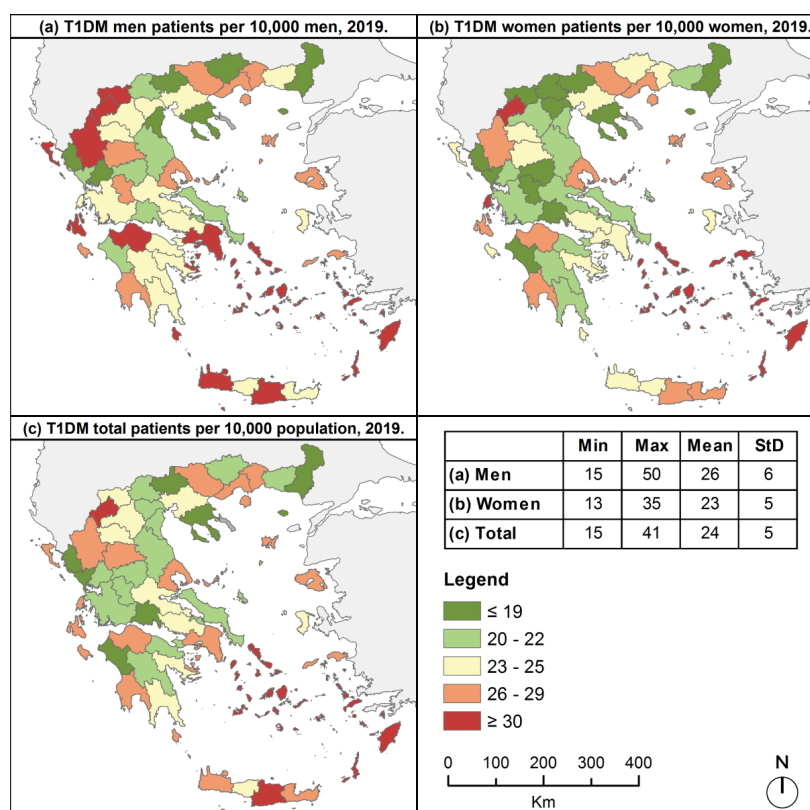 (a) T1DM men patients per 10,000 men, 2019.
(b) T1DM women patients per 10,000 women, 2019.
(c) T1DM total patients per 10,000 population, 2019.
Min Max Mean StD
(a) Men 15 50 26 6
(b) Women 13 35 23 5
(c) Total 15 41 24 5
Legend
≤ 19
20 - 22
23 - 25
26 - 29
≥ 30
0 100 200 300 400
Km
N